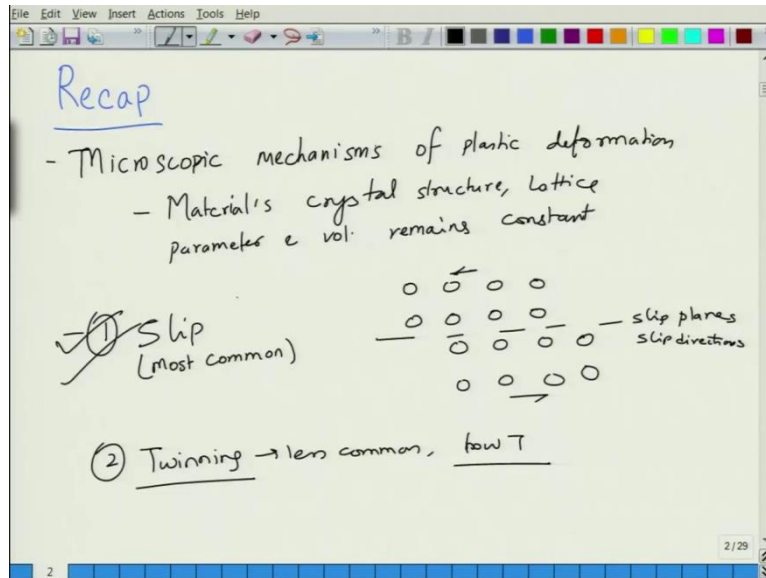 File Edit View Insert Actions Tools Help
Recap
- Microscopic mechanisms of plastic deformation
- Material's crystal structure, Lattice
parameter e vol. remains constant
- ① Slip
(most common)
slip planes
slip directions
② Twinning → less common, low T
2/29
2